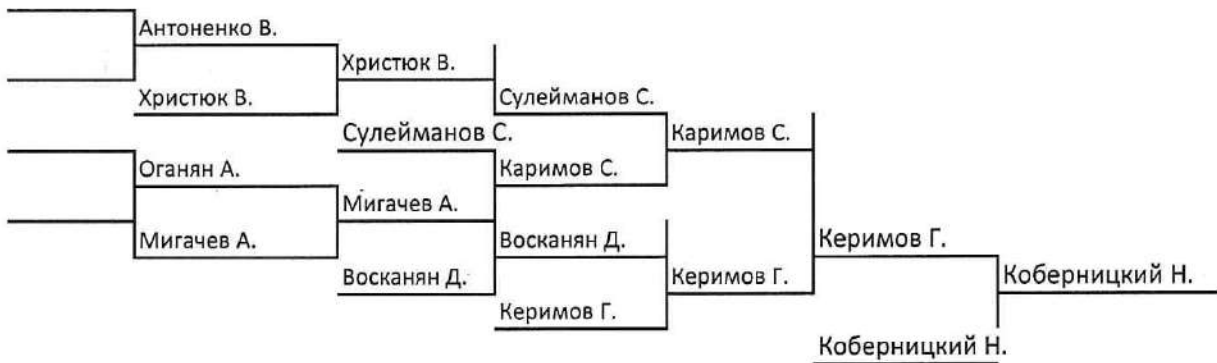 Антоненко В.
Христюк В.
Христюк В.
Сулейманов С.
Сулейманов С.
Каримов С.
Оганян А.
Каримов С.
Мигачев А.
Мигачев А.
Восканян Д.
Керимов Г.
Восканян Д.
Керимов Г.
Коберницкий Н.
Керимов Г.
Коберницкий Н.